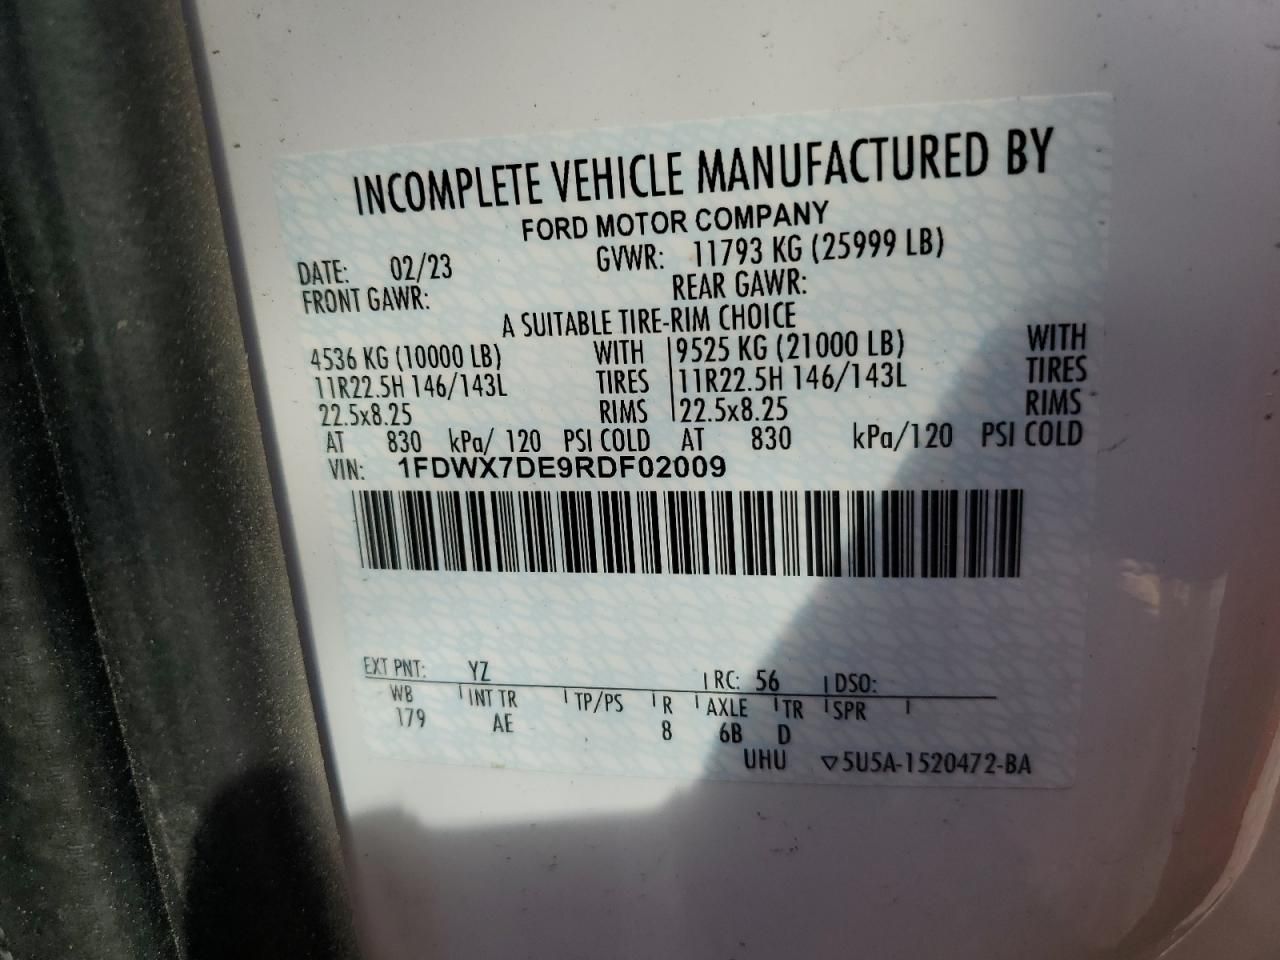 INCOMPLETE VEHICLE MANUFACTURED BY
FORD MOTOR COMPANY
DATE: 02/23 GVWR: 11793 KG (25999 LB)
FRONT GAWR: REAR GAWR:
A SUITABLE TIRE-RIM CHOICE
4536 KG (10000 LB) WITH 9525 KG (21000 LB) WITH
11R22.5H 146/143L TIRES 11R22.5H 146/143L TIRES
22.5x8.25 RIMS 22.5x8.25 RIMS
AT 830 kPa/ 120 PSI COLD AT 830 kPa/120 PSI COLD
VIN: 1FDWX7DE9RDF02009
EXT PNT: YZ RC: 56 DSO:
WB INT TR TP/PS R AXLE TR SPR
179 AE 8 6B D
UHU ▽5U5A-1520472-BA